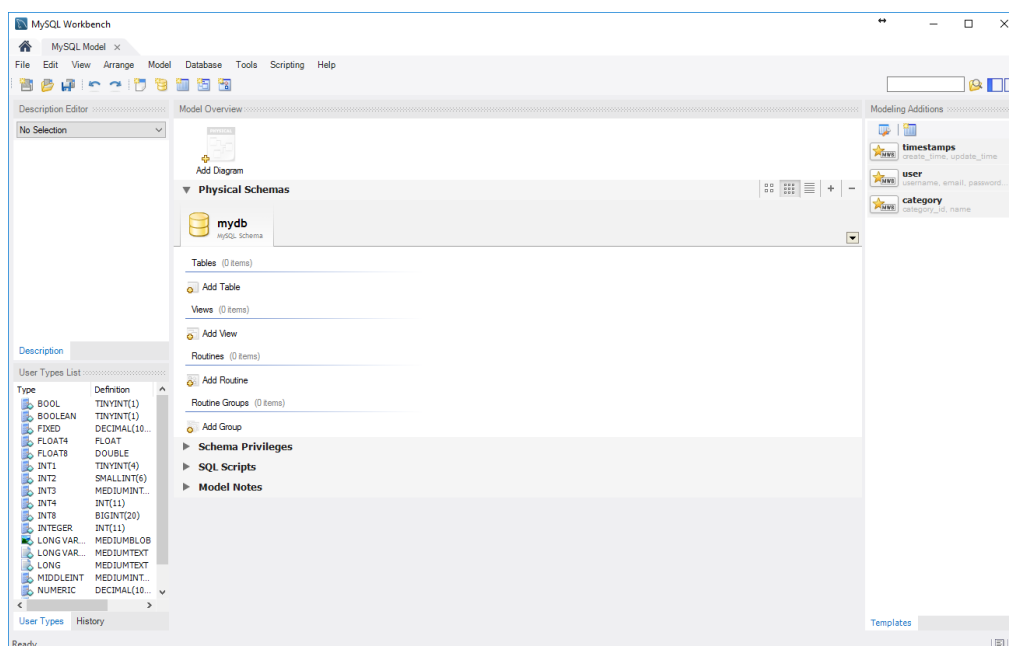 MySQL Workbench
MySQL Model
File Edit View Arrange Model Database Tools Scripting Help
Description Editor
No Selection
Description
User Types List
Type Definition
BOOL TINYINT(1)
BOOLEAN TINYINT(1)
FIXED DECIMAL(10...
FLOAT4 FLOAT
FLOAT8 DOUBLE
INT1 TINYINT(4)
INT2 SMALLINT(6)
INT3 MEDIUMINT...
INT4 INT(11)
INT8 BIGINT(20)
INTEGER INT(11)
LONG VAR... MEDIUMBLOB
LONG VAR... MEDIUMTEXT
LONG MEDIUMTEXT
MIDDLEINT MEDIUMINT...
NUMERIC DECIMAL(10...
User Types History
Model Overview
Add Diagram
Physical Schemas
mydb
MySQL Schema
Tables (0 items)
Add Table
Views (0 items)
Add View
Routines (0 items)
Add Routine
Routine Groups (0 items)
Add Group
Schema Privileges
SQL Scripts
Model Notes
Modeling Additions
timestamps
create_time, update_time
user
username, email, password...
category
category_id, name
Templates
Ready